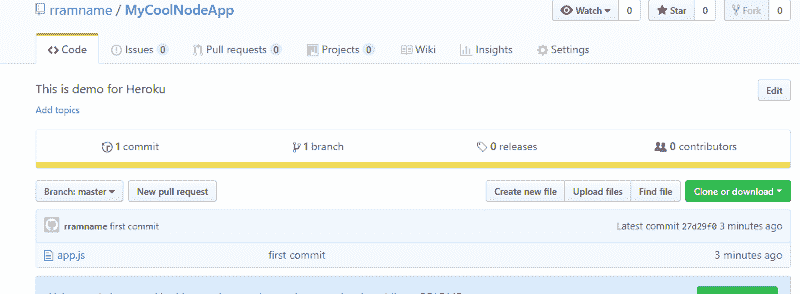 rramname / MyCoolNodeApp Watch 0 Star 0 Fork 0
Code Issues 0 Pull requests 0 Projects 0 Wiki Insights Settings
This is demo for Heroku Edit
Add topics
1 commit 1 branch 0 releases 0 contributors
Branch: master New pull request Create new file Upload files Find file Clone or download
rramname first commit Latest commit 27d29f0 3 minutes ago
app.js first commit 3 minutes ago